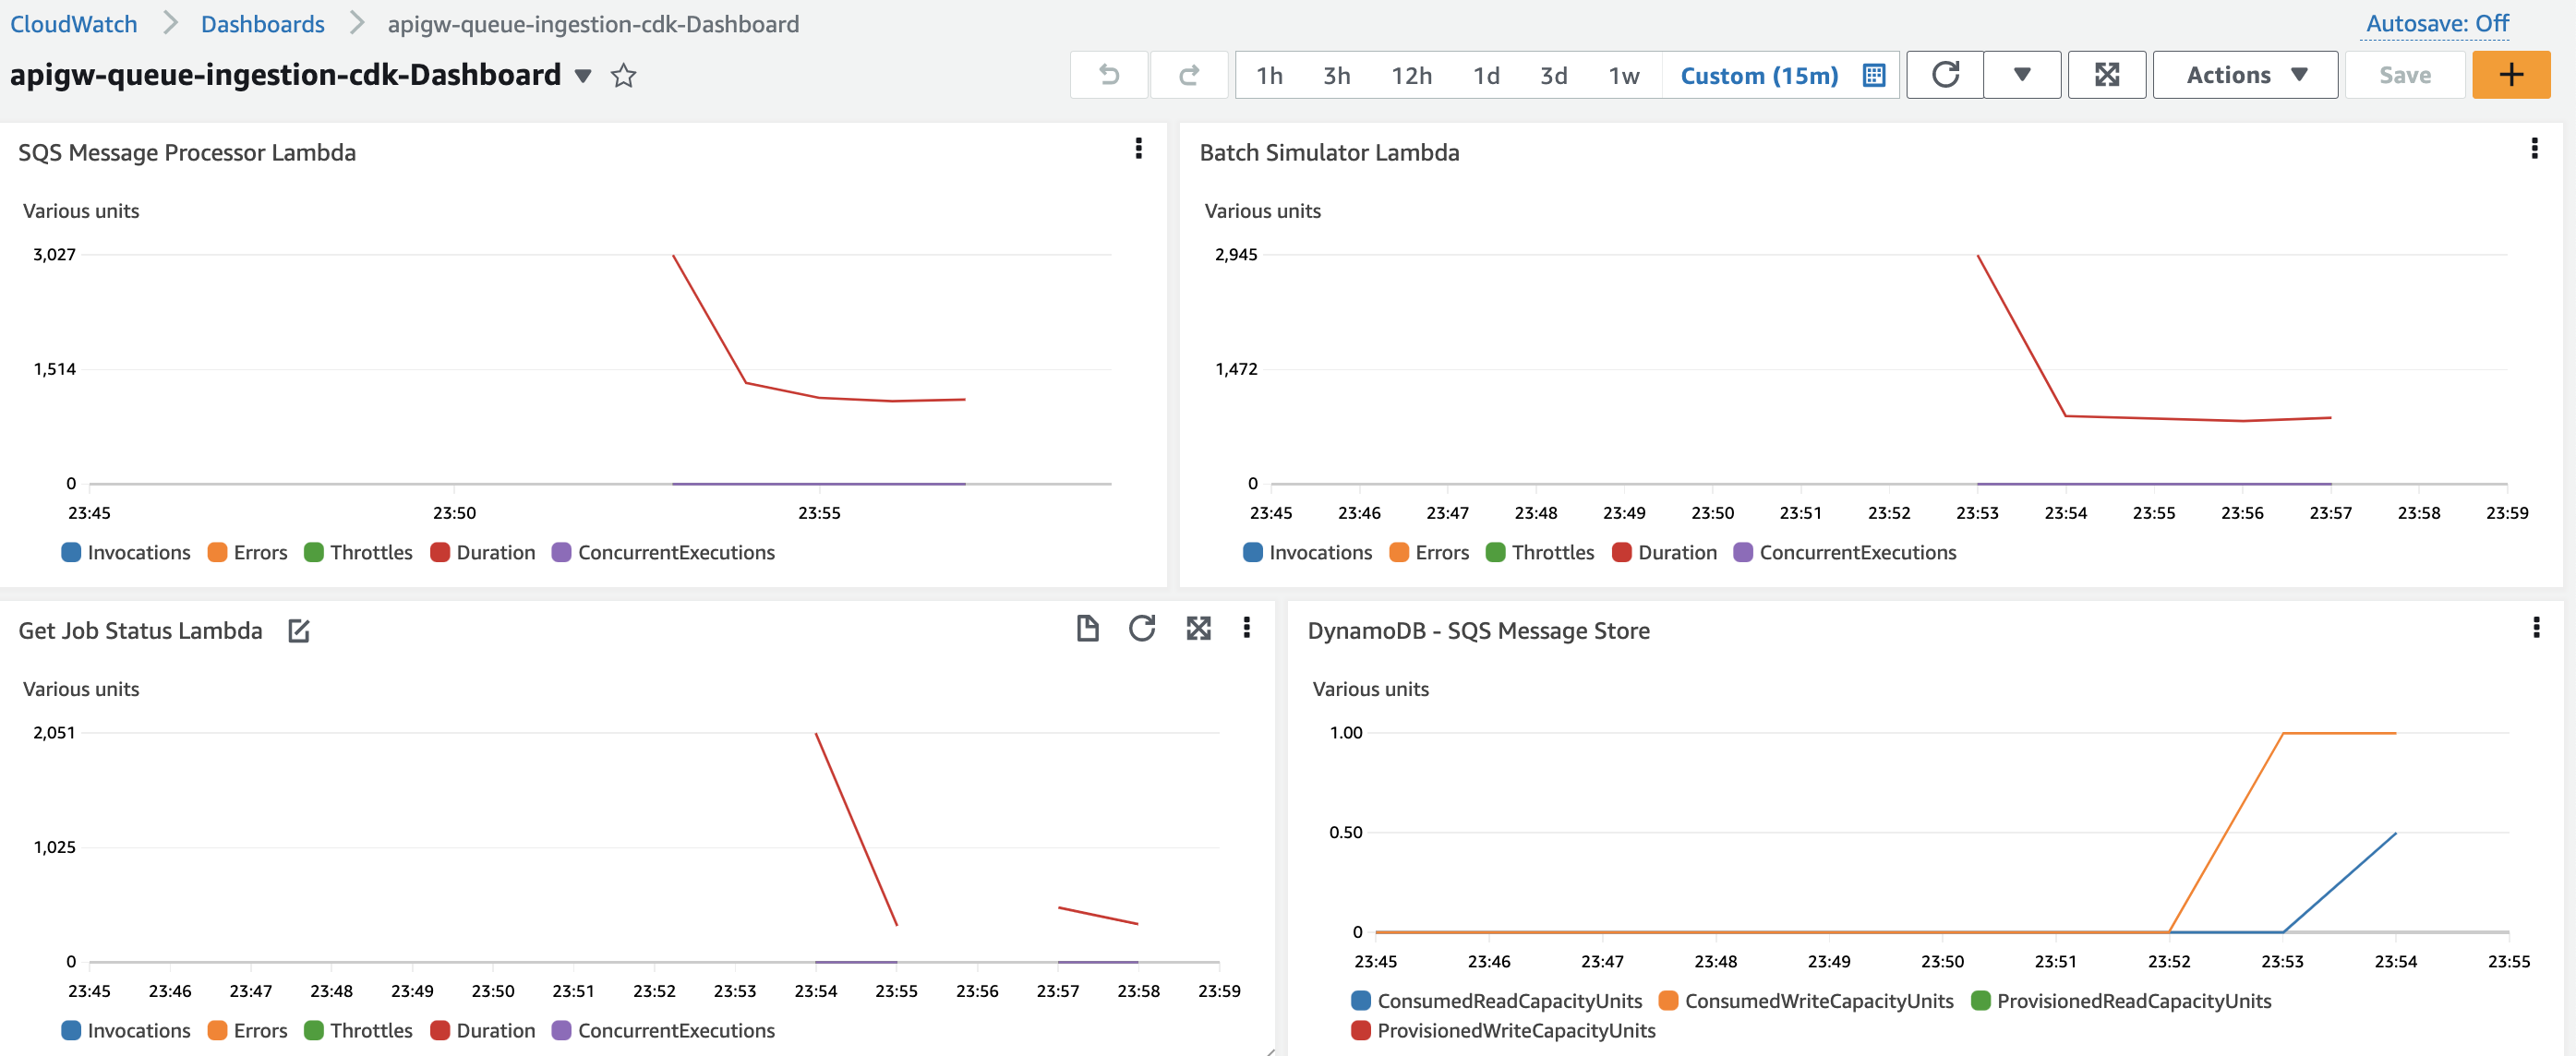 CloudWatch Dashboards apigw-queue-ingestion-cdk-Dashboard Autosave: Off
apigw-queue-ingestion-cdk-Dashboard 1h 3h 12h 1d 3d 1w Custom (15m) Actions Save
SQS Message Processor Lambda
Various units
3,027
1,514
0
23:45 23:50 23:55
Invocations Errors Throttles Duration ConcurrentExecutions
Batch Simulator Lambda
Various units
2,945
1,472
0
23:45 23:46 23:47 23:48 23:49 23:50 23:51 23:52 23:53 23:54 23:55 23:56 23:57 23:58 23:59
Invocations Errors Throttles Duration ConcurrentExecutions
Get Job Status Lambda
Various units
2,051
1,025
0
23:45 23:46 23:47 23:48 23:49 23:50 23:51 23:52 23:53 23:54 23:55 23:56 23:57 23:58 23:59
Invocations Errors Throttles Duration ConcurrentExecutions
DynamoDB - SQS Message Store
Various units
1.00
0.50
0
23:45 23:46 23:47 23:48 23:49 23:50 23:51 23:52 23:53 23:54 23:55
ConsumedReadCapacityUnits ConsumedWriteCapacityUnits ProvisionedReadCapacityUnits
ProvisionedWriteCapacityUnits